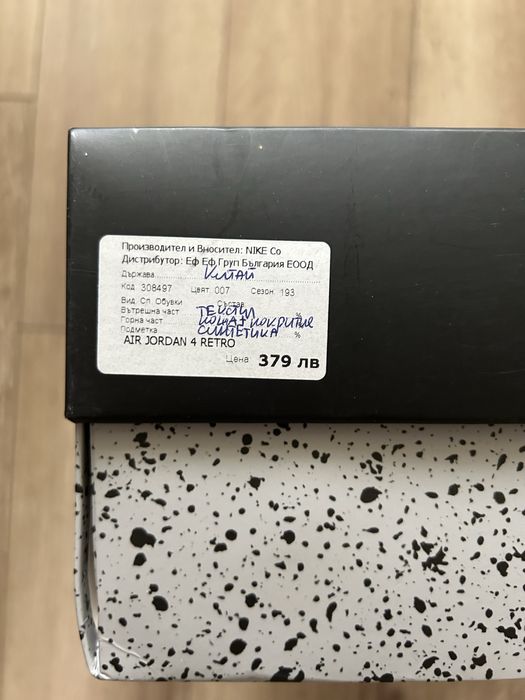 Производител и Вносител: NIKE Co
Дистрибутор: Еф Еф Груп България ЕООД
Държава КИТАЙ
Код 308497 Цвят 007 Сезон 193
Вид Сп. Обувки Състав
Вътрешна част ТЕКСТИЛ %
Горна част КОЖА+ПОКРИТИЕ
Подметка СИНТЕТИКА %
AIR JORDAN 4 RETRO
Цена 379 лв